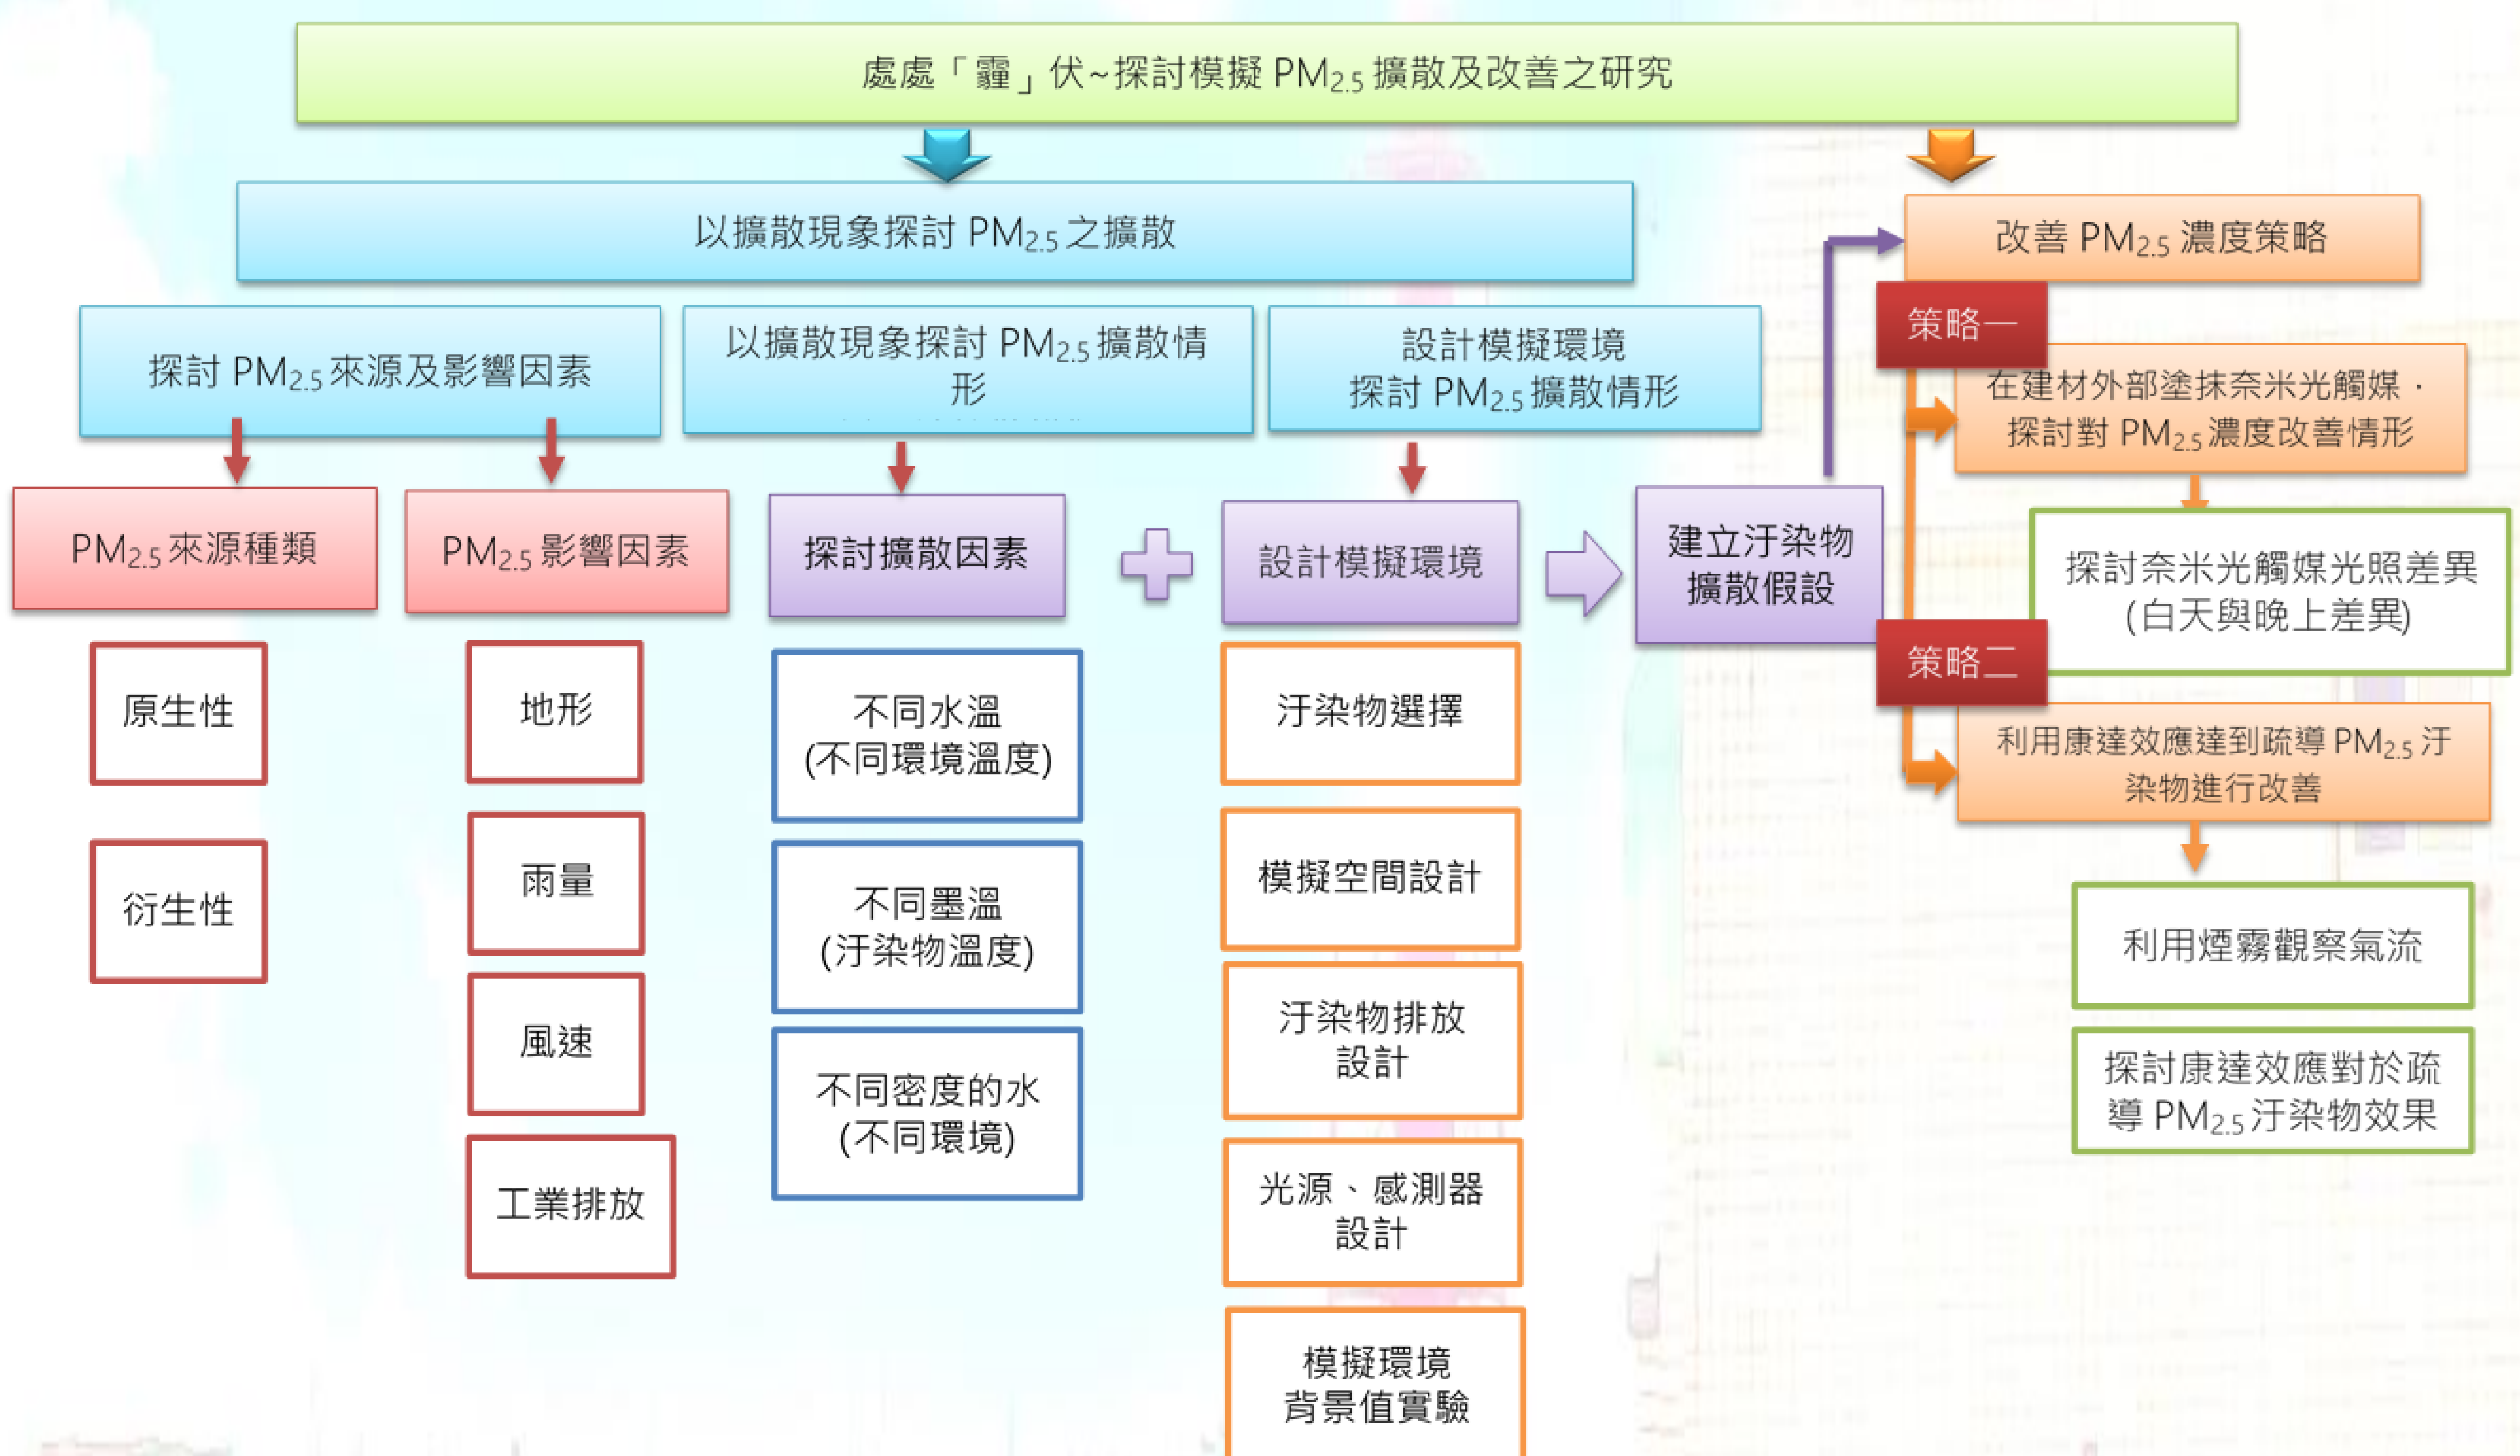 處處「霾」伏~探討模擬 PM2.5 擴散及改善之研究
以擴散現象探討 PM2.5 之擴散
探討 PM2.5 來源及影響因素
以擴散現象探討 PM2.5 擴散情
形
設計模擬環境
探討 PM2.5 擴散情形
PM2.5 來源種類
原生性
衍生性
PM2.5 影響因素
地形
雨量
風速
工業排放
探討擴散因素
不同水溫
(不同環境溫度)
不同墨溫
(汙染物溫度)
不同密度的水
(不同環境)
設計模擬環境
汙染物選擇
模擬空間設計
汙染物排放
設計
光源、感測器
設計
模擬環境
背景值實驗
建立汙染物
擴散假設
改善 PM2.5 濃度策略
策略一
在建材外部塗抹奈米光觸媒，
探討對 PM2.5 濃度改善情形
探討奈米光觸媒光照差異
(白天與晚上差異)
策略二
利用康達效應達到疏導 PM2.5 汙
染物進行改善
利用煙霧觀察氣流
探討康達效應對於疏
導 PM2.5 汙染物效果